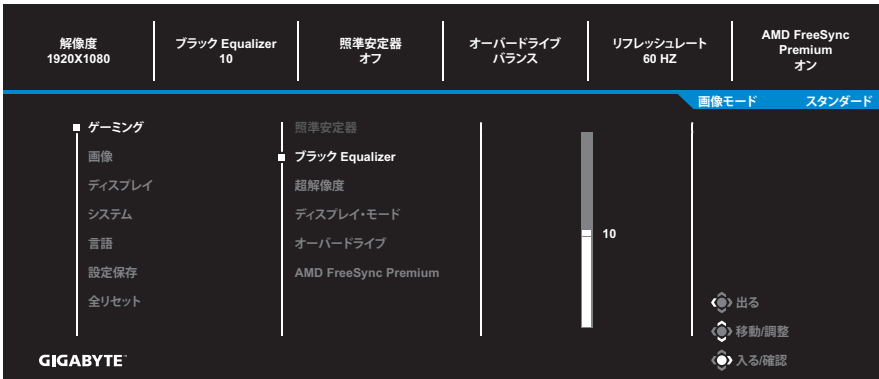 解像度
1920X1080
ブラック Equalizer
10
照準安定器
オフ
オーバードライブ
バランス
リフレッシュレート
60 HZ
AMD FreeSync
Premium
オン
画像モード
スタンダード
ゲーミング
画像
ディスプレイ
システム
言語
設定保存
全リセット
照準安定器
ブラック Equalizer
超解像度
ディスプレイ・モード
オーバードライブ
AMD FreeSync Premium
10
出る
移動/調整
入る/確認
GIGABYTE™